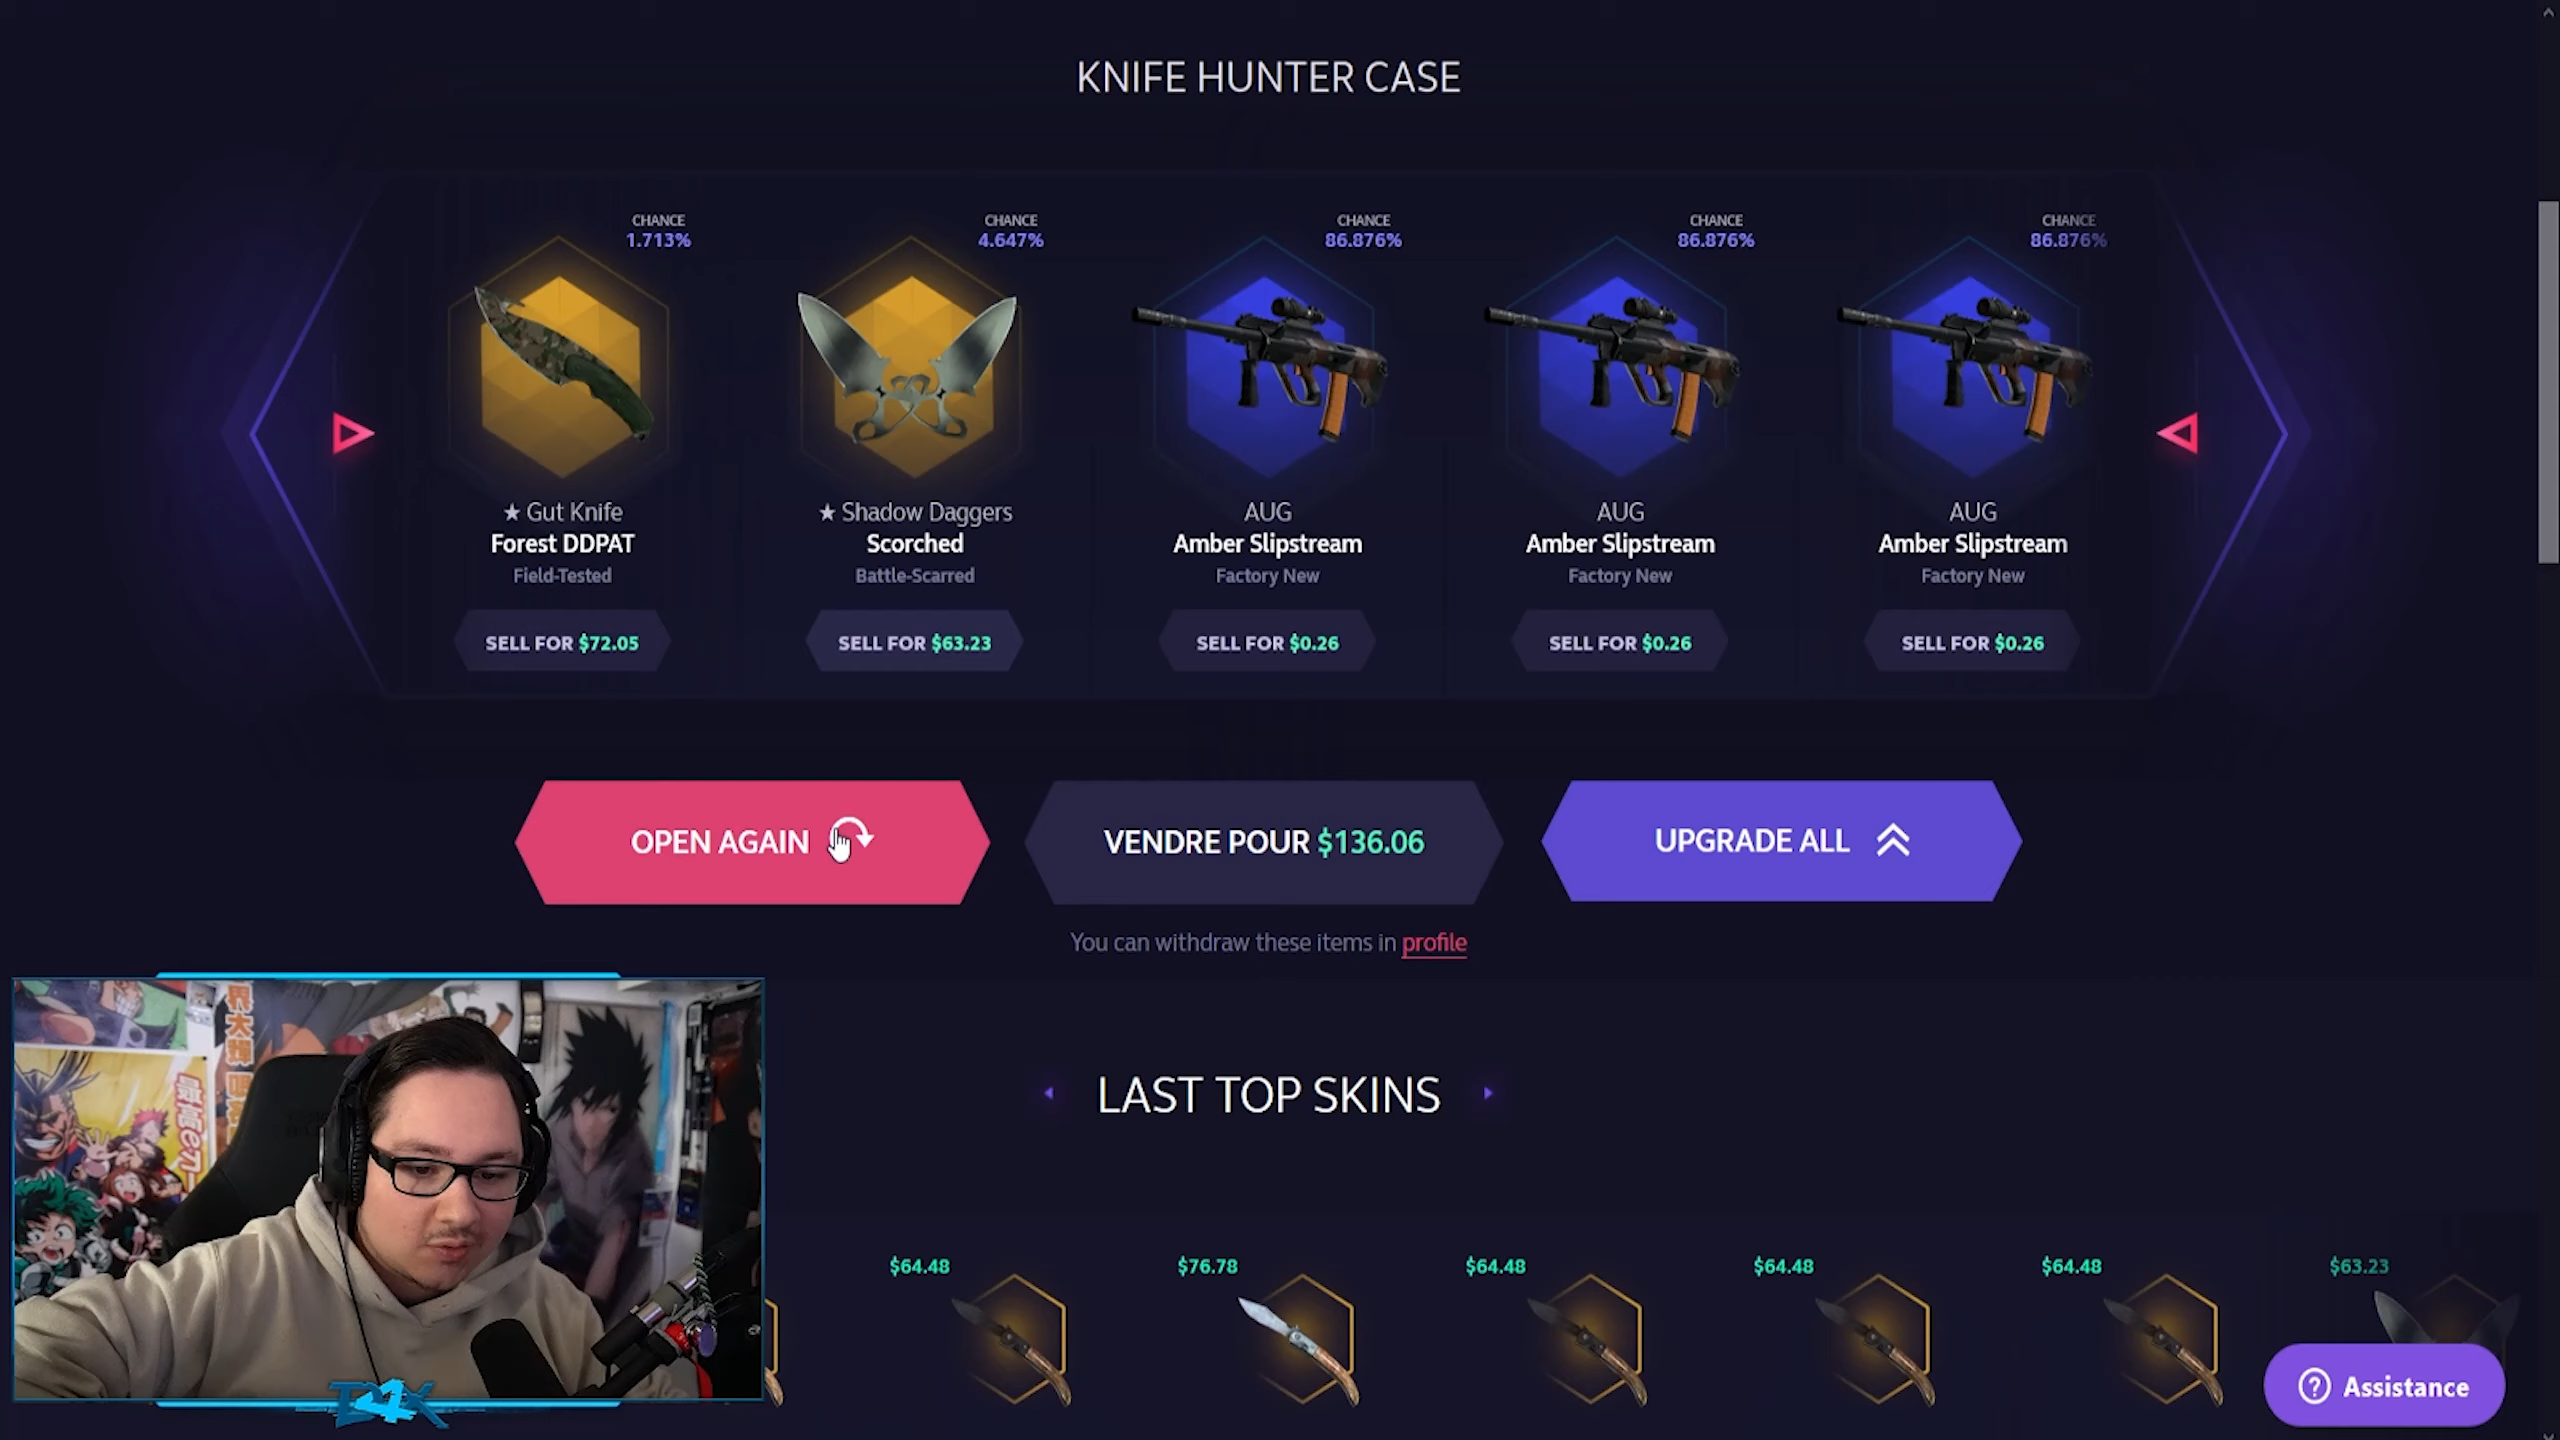 KNIFE HUNTER CASE
CHANCE
1.713%
★ Gut Knife
Forest DDPAT
Field-Tested
SELL FOR $72.05
CHANCE
4.647%
★ Shadow Daggers
Scorched
Battle-Scarred
SELL FOR $63.23
CHANCE
86.876%
AUG
Amber Slipstream
Factory New
SELL FOR $0.26
CHANCE
86.876%
AUG
Amber Slipstream
Factory New
SELL FOR $0.26
CHANCE
86.876%
AUG
Amber Slipstream
Factory New
SELL FOR $0.26
OPEN AGAIN
VENDRE POUR $136.06
UPGRADE ALL
You can withdraw these items in profile
LAST TOP SKINS
$64.48
$76.78
$64.48
$64.48
$64.48
$63.23
Assistance